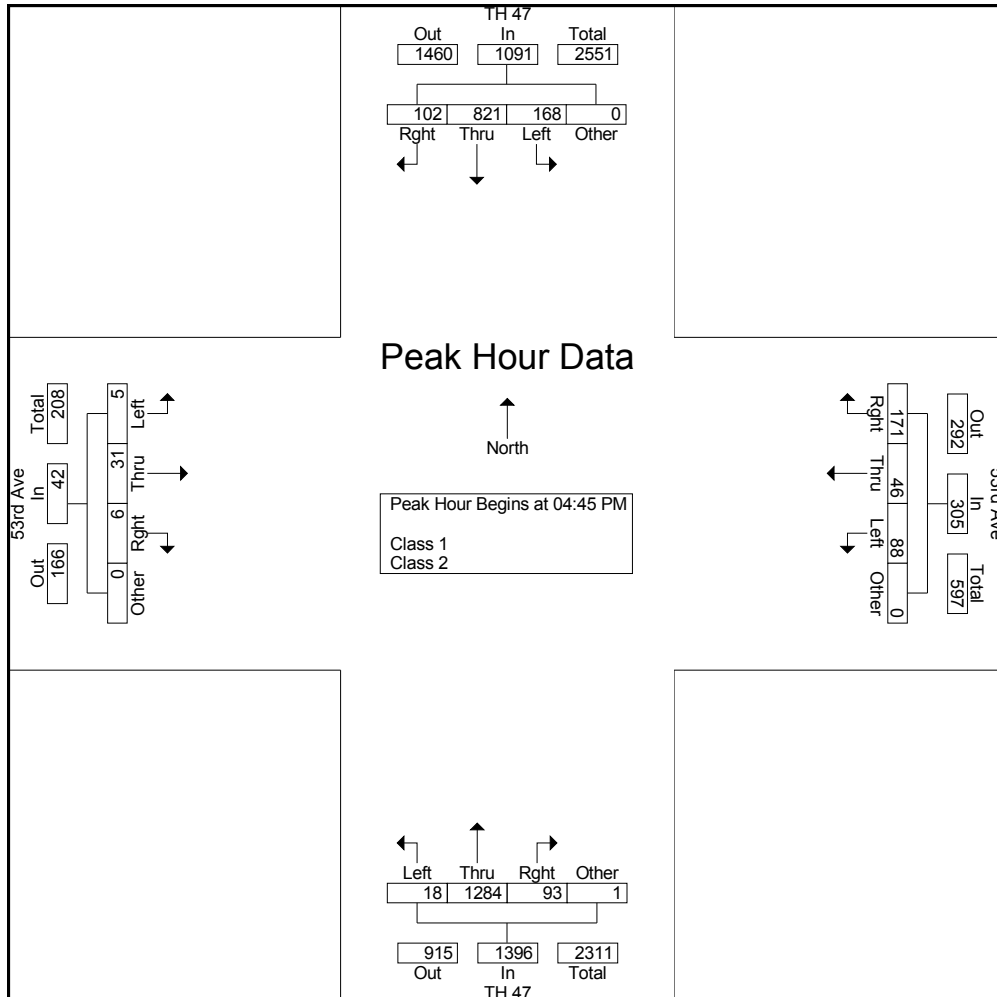 TH 47
Out In Total
1460 1091 2551
102 821 168 0
Rght Thru Left Other
Peak Hour Data
North
Peak Hour Begins at 04:45 PM
Class 1
Class 2
53rd Ave
Total In Out
208 42 166
5 31 6 0
Left Thru Rght Other
53rd Ave
Out In Total
292 305 597
171 46 88 0
Rght Thru Left Other
Left Thru Rght Other
18 1284 93 1
915 1396 2311
Out In Total
TH 47